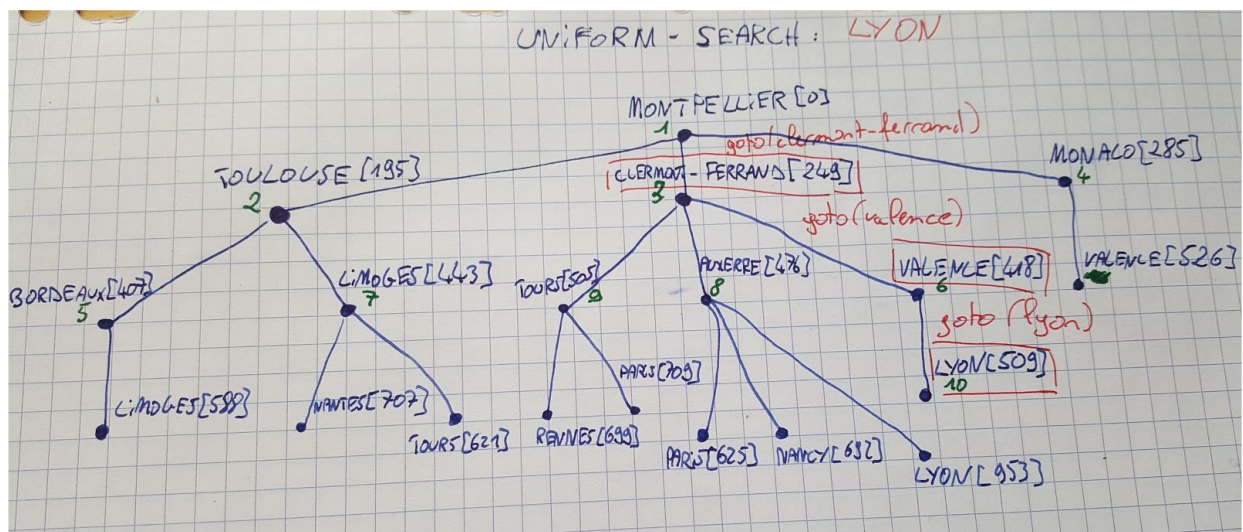 UNIFORM - SEARCH: LYON
MONTPELLIER [0]
1
goto(clermont-ferrand)
TOULOUSE [195]
2
CLERMONT - FERRAND [249]
3
MONACO [285]
4
goto(valence)
BORDEAUX [407]
5
LIMOGES [443]
7
TOURS [505]
9
AUXERRE [476]
8
VALENCE [418]
6
VALENCE [526]
goto (lyon)
LYON [509]
10
LIMOGES [588]
NANTES [707]
TOURS [621]
RENNES [699]
PARIS [709]
PARIS [625]
NANCY [692]
LYON [953]